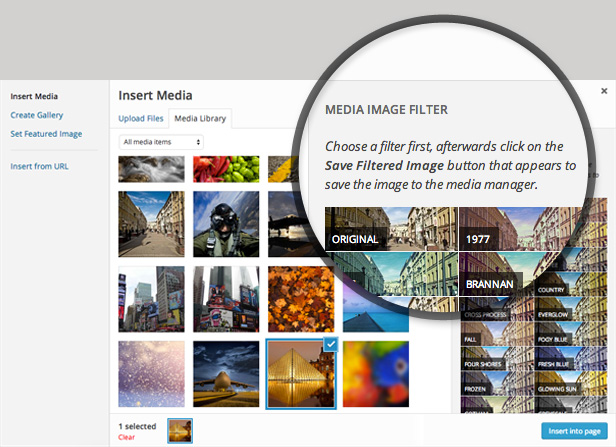 Insert Media
Create Gallery
Set Featured Image
Insert from URL
Insert Media
Upload Files
Media Library
All media items
×
MEDIA IMAGE FILTER
Choose a filter first, afterwards click on the
Save Filtered Image button that appears to
save the image to the media manager.
ORIGINAL
1977
BRANNAN
COUNTRY
CROSS PROCESS
EVERGLOW
FALL
FOGY BLUE
FOUR SHORES
FRESH BLUE
FROZEN
GLOWING SUN
1 selected
Clear
Insert into page